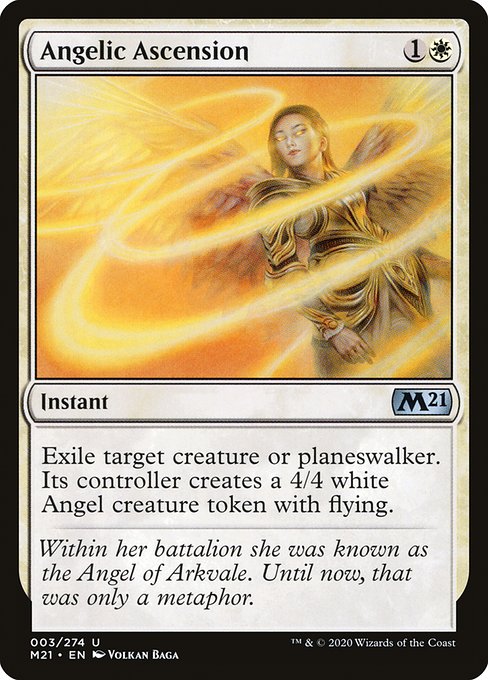 Angelic Ascension 1
Instant M21
Exile target creature or planeswalker.
Its controller creates a 4/4 white
Angel creature token with flying.
Within her battalion she was known as
the Angel of Arkvale. Until now, that
was only a metaphor.
003/274 U ™ & © 2020 Wizards of the Coast
M21 • EN Volkan Baga